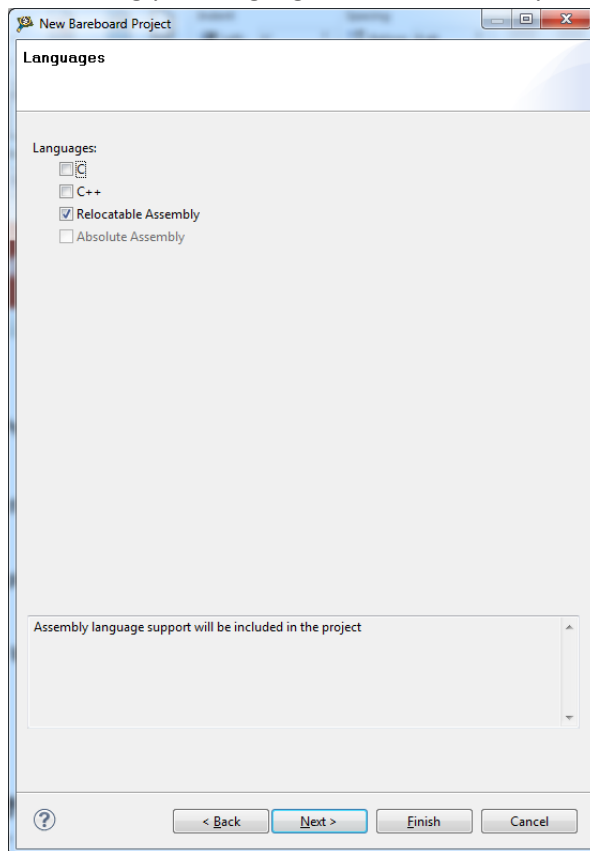 New Bareboard Project
Languages
Languages:
C
C++
Relocatable Assembly
Absolute Assembly
Assembly language support will be included in the project
< Back Next > Finish Cancel